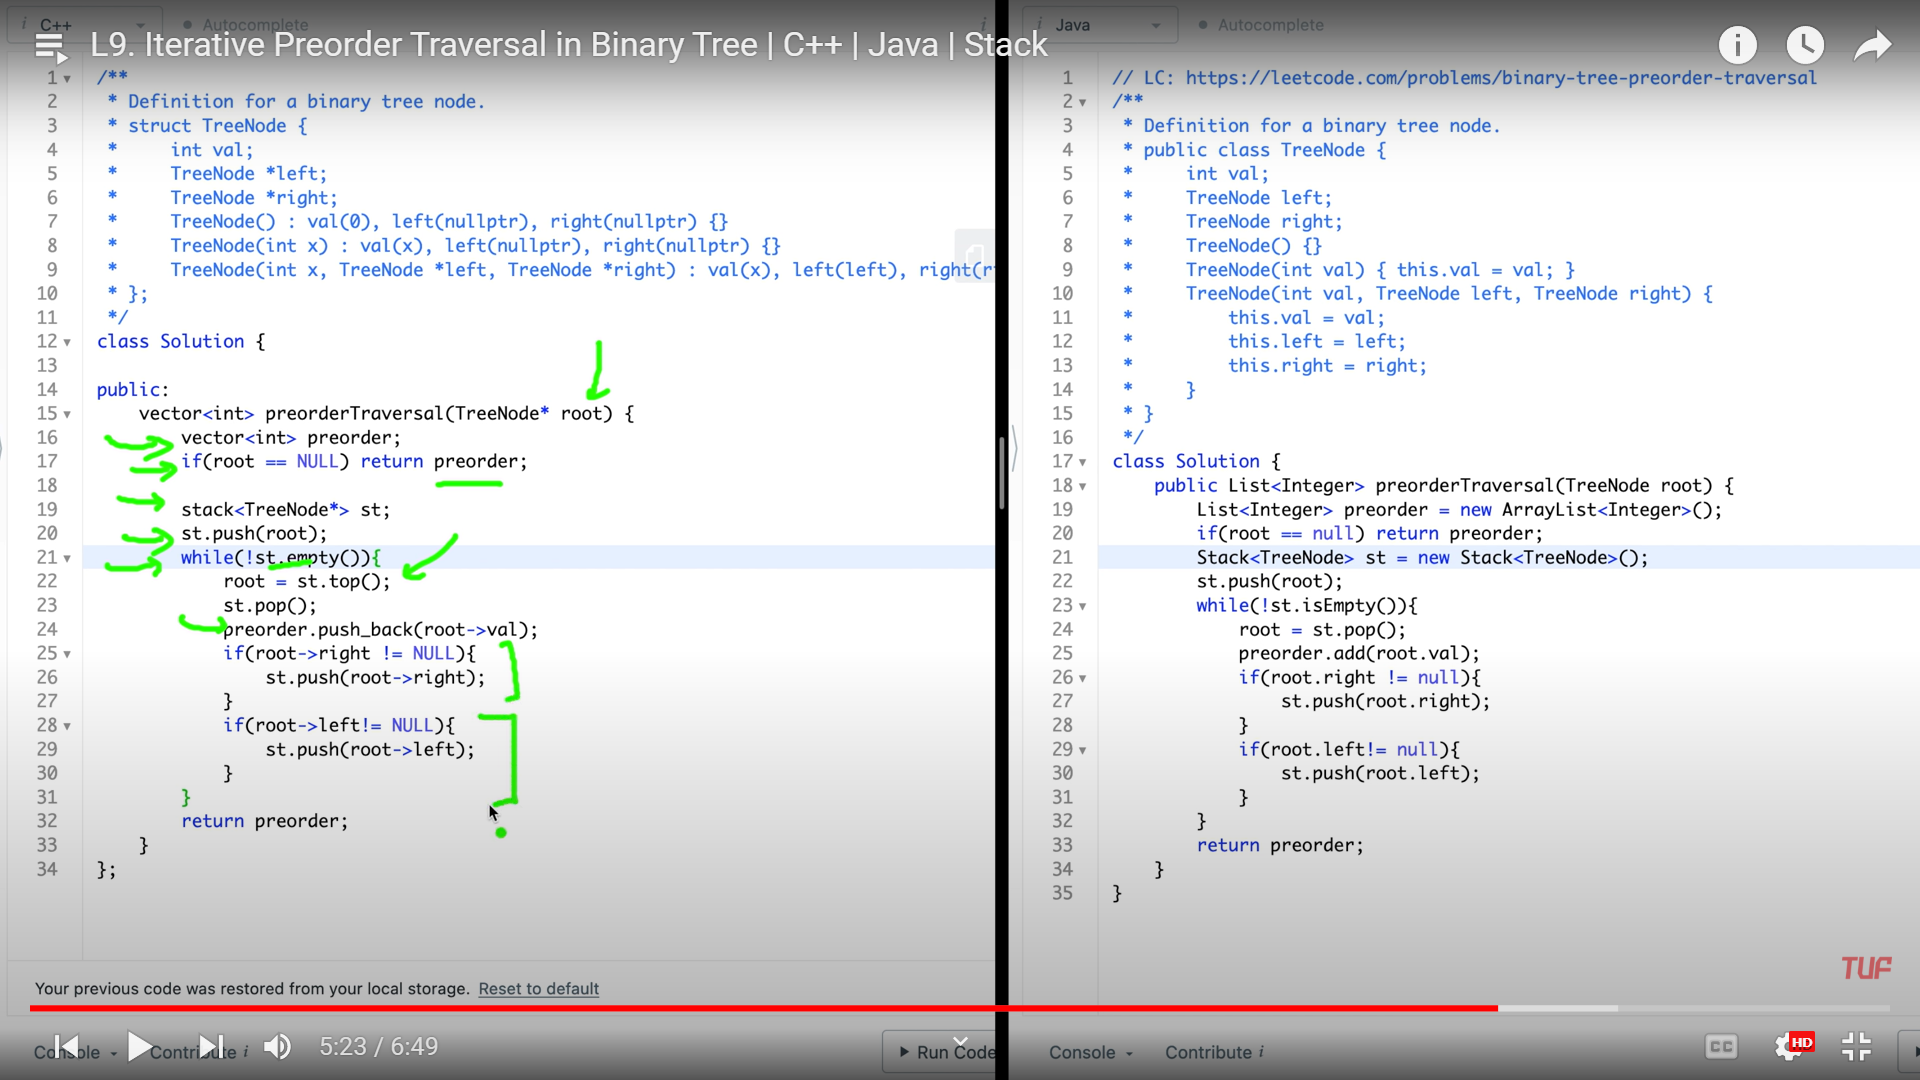 i C++ Autocomplete i
L9. Iterative Preorder Traversal in Binary Tree | C++ | Java | Stack
1 /**
2 * Definition for a binary tree node.
3 * struct TreeNode {
4 * int val;
5 * TreeNode *left;
6 * TreeNode *right;
7 * TreeNode() : val(0), left(nullptr), right(nullptr) {}
8 * TreeNode(int x) : val(x), left(nullptr), right(nullptr) {}
9 * TreeNode(int x, TreeNode *left, TreeNode *right) : val(x), left(left), right(r
10 * };
11 */
12 class Solution {
13
14 public:
15 vector<int> preorderTraversal(TreeNode* root) {
16 vector<int> preorder;
17 if(root == NULL) return preorder;
18
19 stack<TreeNode*> st;
20 st.push(root);
21 while(!st.empty()){
22 root = st.top();
23 st.pop();
24 preorder.push_back(root->val);
25 if(root->right != NULL){
26 st.push(root->right);
27 }
28 if(root->left!= NULL){
29 st.push(root->left);
30 }
31 }
32 return preorder;
33 }
34 };
Your previous code was restored from your local storage. Reset to default
Console Contribute i
5:23 / 6:49
Run Code
i Java Autocomplete
1 // LC: https://leetcode.com/problems/binary-tree-preorder-traversal
2 /**
3 * Definition for a binary tree node.
4 * public class TreeNode {
5 * int val;
6 * TreeNode left;
7 * TreeNode right;
8 * TreeNode() {}
9 * TreeNode(int val) { this.val = val; }
10 * TreeNode(int val, TreeNode left, TreeNode right) {
11 * this.val = val;
12 * this.left = left;
13 * this.right = right;
14 * }
15 * }
16 */
17 class Solution {
18 public List<Integer> preorderTraversal(TreeNode root) {
19 List<Integer> preorder = new ArrayList<Integer>();
20 if(root == null) return preorder;
21 Stack<TreeNode> st = new Stack<TreeNode>();
22 st.push(root);
23 while(!st.isEmpty()){
24 root = st.pop();
25 preorder.add(root.val);
26 if(root.right != null){
27 st.push(root.right);
28 }
29 if(root.left!= null){
30 st.push(root.left);
31 }
32 }
33 return preorder;
34 }
35 }
TUF
Console Contribute i
CC HD